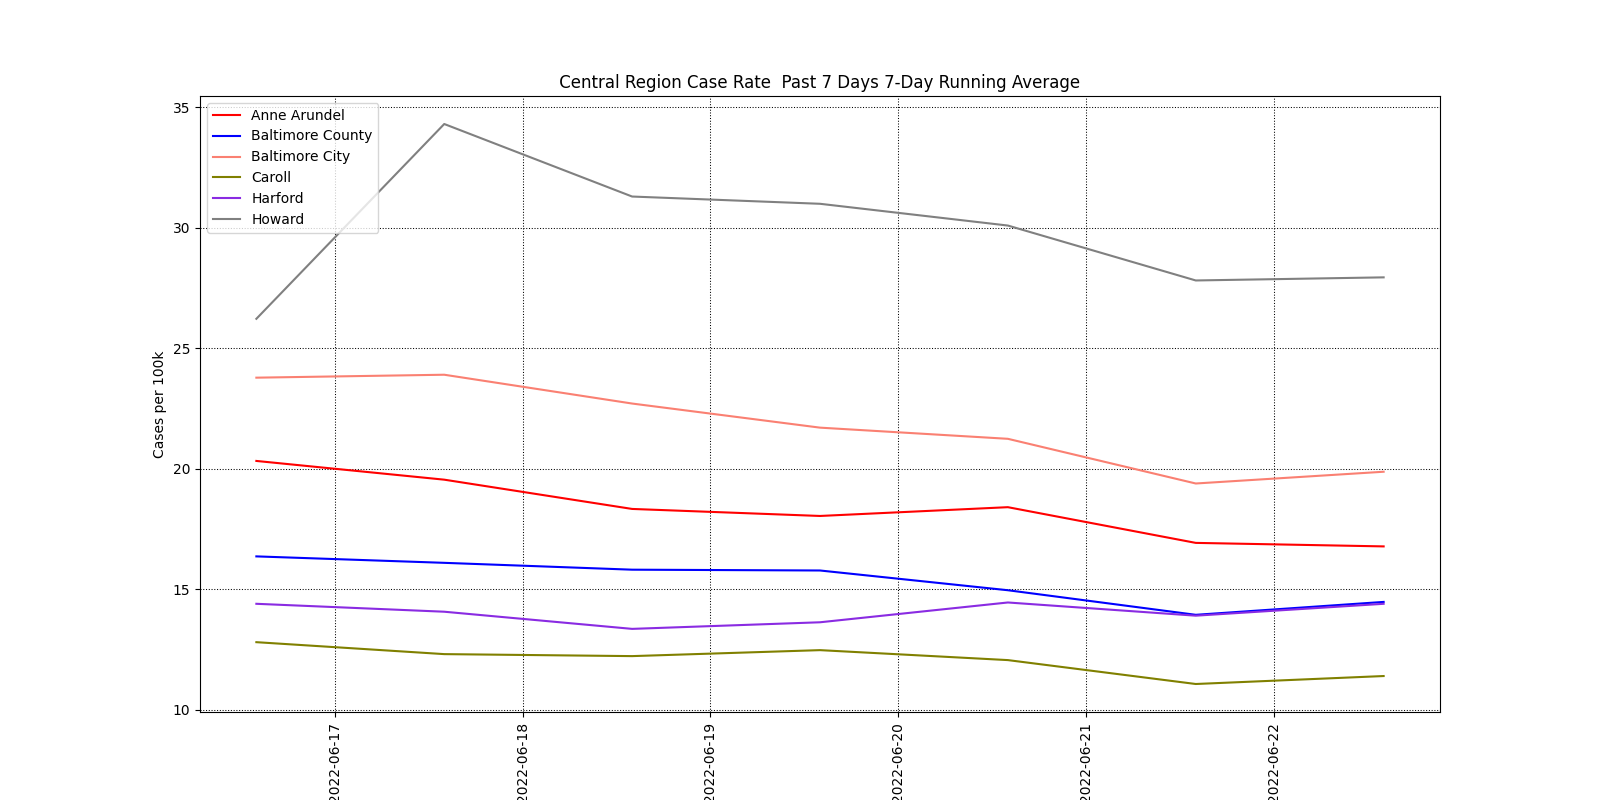 Central Region Case Rate  Past 7 Days 7-Day Running Average
Cases per 100k
35
30
25
20
15
10
Anne Arundel
Baltimore County
Baltimore City
Caroll
Harford
Howard
2022-06-17
2022-06-18
2022-06-19
2022-06-20
2022-06-21
2022-06-22